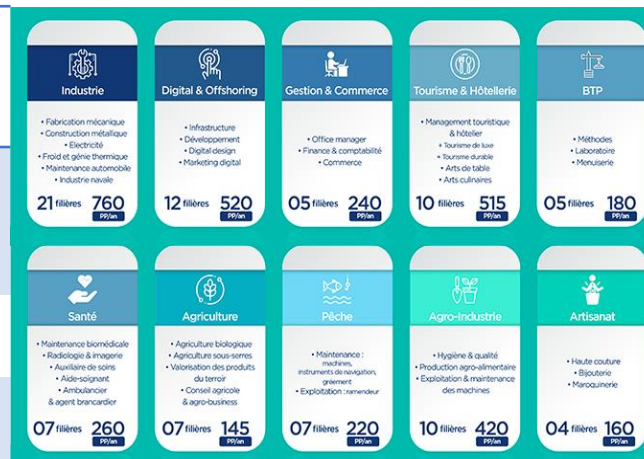 Industrie
• Fabrication mécanique
• Construction métallique
• Electricité
• Froid et génie thermique
• Maintenance automobile
• Industrie navale
21 filières 760 PP/an
Digital & Offshoring
• Infrastructure
• Développement
• Digital design
• Marketing digital
12 filières 520 PP/an
Gestion & Commerce
• Office manager
• Finance & comptabilité
• Commerce
05 filières 240 PP/an
Tourisme & Hôtellerie
• Management touristique
& hôtelier
+ Tourisme de luxe
+ Tourisme durable
• Arts de table
• Arts culinaires
10 filières 515 PP/an
BTP
• Méthodes
• Laboratoire
• Menuiserie
05 filières 180 PP/an
Santé
• Maintenance biomédicale
• Radiologie & imagerie
• Auxiliaire de soins
• Aide-soignant
• Ambulancier
& agent brancardier
07 filières 260 PP/an
Agriculture
• Agriculture biologique
• Agriculture sous-serres
• Valorisation des produits
du terroir
• Conseil agricole
& agro-business
07 filières 145 PP/an
Pêche
• Maintenance :
machines,
instruments de navigation,
gréement
• Exploitation : ramendeur
07 filières 220 PP/an
Agro-Industrie
• Hygiène & qualité
• Production agro-alimentaire
• Exploitation & maintenance
des machines
10 filières 420 PP/an
Artisanat
• Haute couture
• Bijouterie
• Maroquinerie
04 filières 160 PP/an